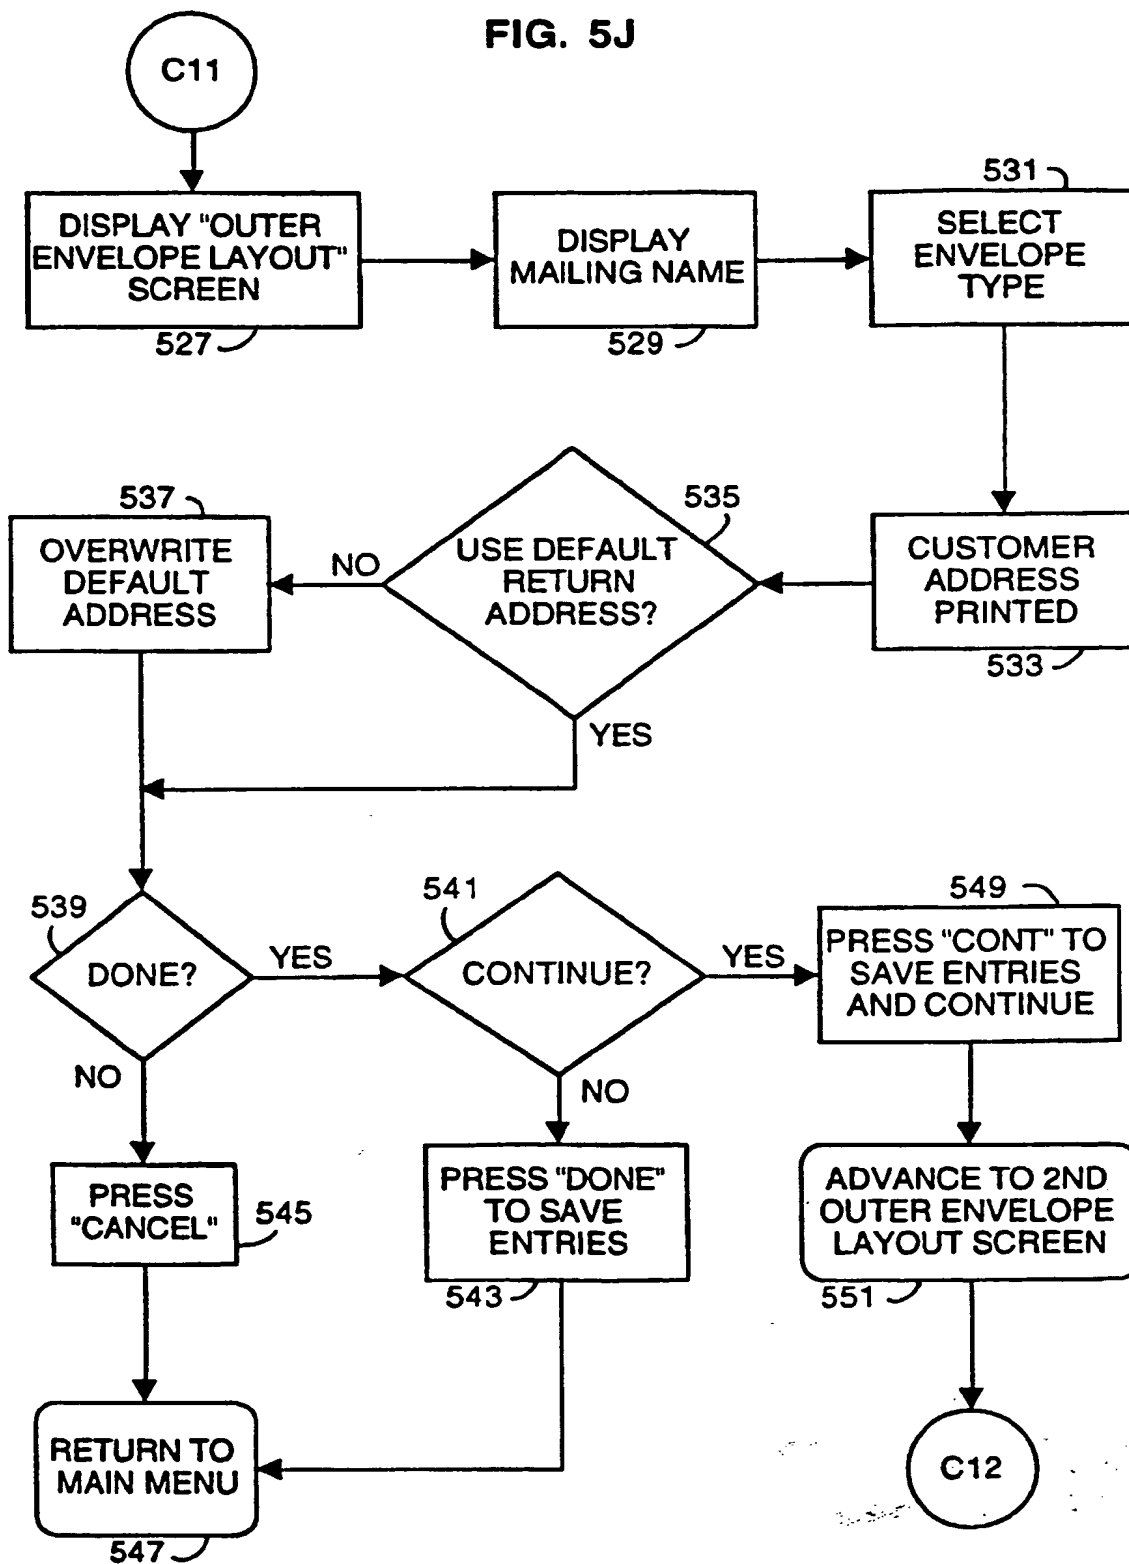 FIG. 5J
C11
DISPLAY "OUTER
ENVELOPE LAYOUT"
SCREEN
527
DISPLAY
MAILING NAME
529
531
SELECT
ENVELOPE
TYPE
CUSTOMER
ADDRESS
PRINTED
533
535
USE DEFAULT
RETURN
ADDRESS?
NO
YES
537
OVERWRITE
DEFAULT
ADDRESS
539
DONE?
YES
NO
541
CONTINUE?
YES
NO
549
PRESS "CONT" TO
SAVE ENTRIES
AND CONTINUE
PRESS
"CANCEL"
545
PRESS "DONE"
TO SAVE
ENTRIES
543
ADVANCE TO 2ND
OUTER ENVELOPE
LAYOUT SCREEN
551
RETURN TO
MAIN MENU
547
C12